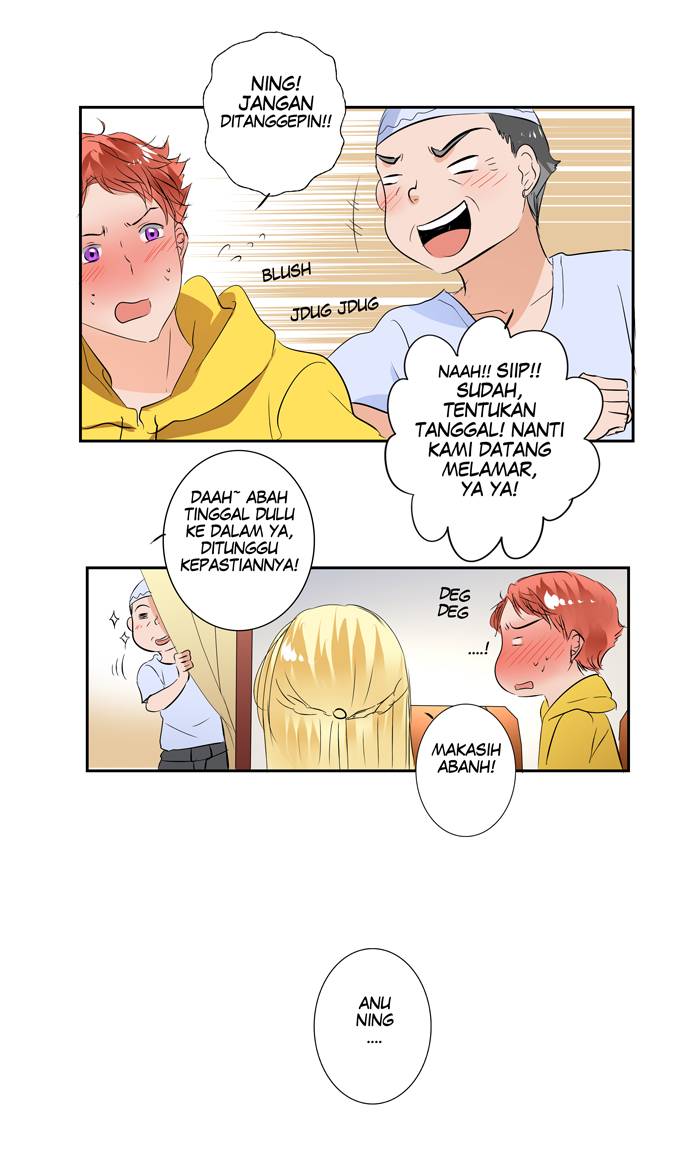 NING!
JANGAN
DITANGGEPIN!!
BLUSH
JDUG JDUG
NAAH!! SIIP!!
SUDAH,
TENTUKAN
TANGGAL! NANTI
KAMI DATANG
MELAMAR,
YA YA!
DAAH~ ABAH
TINGGAL DULU
KE DALAM YA,
DITUNGGU
KEPASTIANNYA!
DEG
DEG
.....!
MAKASIH
ABANH!
ANU
NING
....